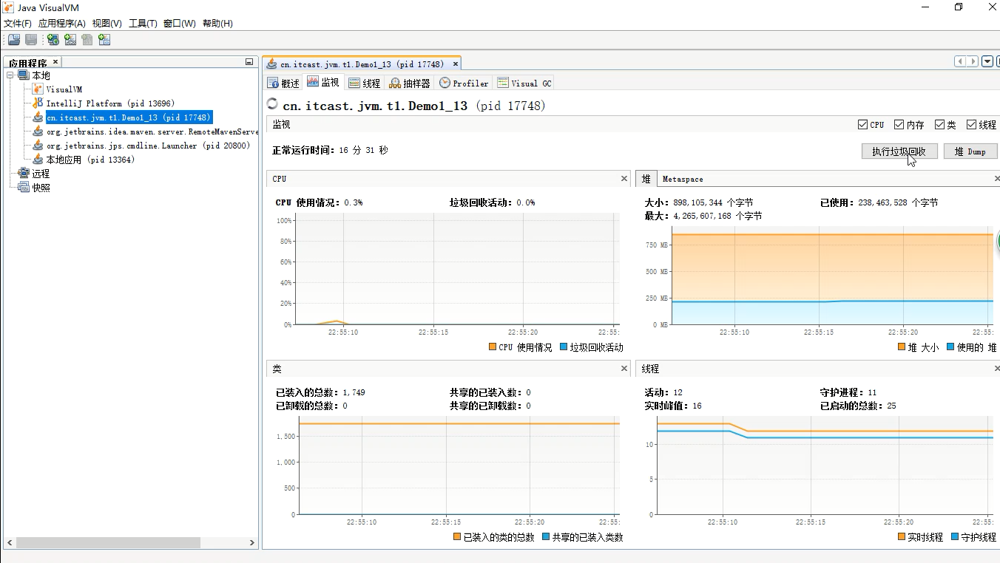 Java VisualVM
文件(F) 应用程序(A) 视图(V) 工具(T) 窗口(W) 帮助(H)
应用程序
本地
VisualVM
IntelliJ Platform (pid 13696)
cn.itcast.jvm.t1.Demo1_13 (pid 17748)
org.jetbrains.idea.maven.server.RemoteMavenServe
org.jetbrains.jps.cmdline.Launcher (pid 20800)
本地应用 (pid 13364)
远程
快照
cn.itcast.jvm.t1.Demo1_13 (pid 17748)
概述 监视 线程 抽样器 Profiler Visual GC
cn.itcast.jvm.t1.Demo1_13 (pid 17748)
监视 CPU 内存 类 线程
正常运行时间: 16 分 31 秒 执行垃圾回收 堆 Dump
CPU
CPU 使用情况: 0.3% 垃圾回收活动: 0.0%
100%
80%
60%
40%
20%
0%
22:55:10 22:55:15 22:55:20 22:55:
CPU 使用情况 垃圾回收活动
堆 Metaspace
大小: 898,105,344 个字节 已使用: 238,463,528 个字节
最大: 4,265,607,168 个字节
750 MB
500 MB
250 MB
0 MB
22:55:10 22:55:15 22:55:20 22:55:
堆 大小 使用的 堆
类
已装入的总数: 1,749 共享的已装入数: 0
已卸载的总数: 0 共享的已卸载数: 0
1,500
1,000
500
0
22:55:10 22:55:15 22:55:20 22:55:
已装入的类的总数 共享的已装入类数
线程
活动: 12 守护进程: 11
实时峰值: 16 已启动的总数: 25
10
5
0
22:55:10 22:55:15 22:55:20 22:55:
实时线程 守护线程